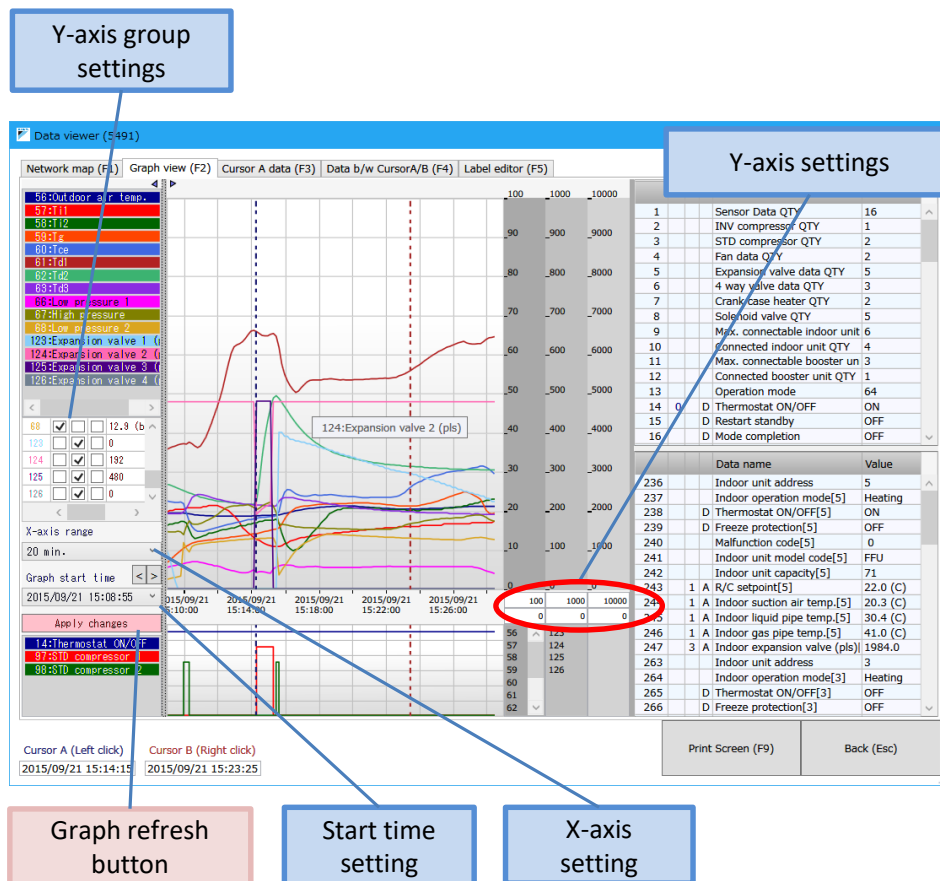 Y-axis group
settings
Data viewer (5491)
Y-axis settings
Network map (F1) Graph view (F2) Cursor A data (F3) Data b/w CursorA/B (F4) Label editor (F5)
56:Outdoor air temp.
57:Ti1
58:Ti2
59:Tg
60:Tce
61:Td1
62:Td2
63:Td3
66:Low pressure 1
67:High pressure
68:Low pressure 2
123:Expansion valve 1 (
124:Expansion valve 2 (
125:Expansion valve 3 (
126:Expansion valve 4 (
68 12.9 (b
123 0
124 192
125 480
126 0
X-axis range
20 min.
Graph start time < >
2015/09/21 15:08:55
Apply changes
14:Thermostat ON/OFF
97:STD compressor 1
98:STD compressor 2
100 1000 10000
90 900 9000
80 800 8000
70 700 7000
60 600 6000
50 500 5000
40 400 4000
30 300 3000
20 200 2000
10 100 1000
0 0 0
124:Expansion valve 2 (pls)
2015/09/21 2015/09/21 2015/09/21 2015/09/21 2015/09/21
15:10:00 15:14:00 15:18:00 15:22:00 15:26:00
100 1000 10000
0 0 0
56 123
57 124
58 125
59 126
60
61
62
1 Sensor Data QTY 16
2 INV compressor QTY 1
3 STD compressor QTY 2
4 Fan data QTY 2
5 Expansion valve data QTY 5
6 4 way valve data QTY 3
7 Crank case heater QTY 2
8 Solenoid valve QTY 5
9 Max. connectable indoor unit 6
10 Connected indoor unit QTY 4
11 Max. connectable booster un 3
12 Connected booster unit QTY 1
13 Operation mode 64
14 0 D Thermostat ON/OFF ON
15 D Restart standby OFF
16 D Mode completion OFF
Data name Value
236 Indoor unit address 5
237 Indoor operation mode[5] Heating
238 D Thermostat ON/OFF[5] ON
239 D Freeze protection[5] OFF
240 Malfunction code[5] 0
241 Indoor unit model code[5] FFU
242 Indoor unit capacity[5] 71
243 1 A R/C setpoint[5] 22.0 (C)
244 1 A Indoor suction air temp.[5] 20.3 (C)
245 1 A Indoor liquid pipe temp.[5] 30.4 (C)
246 1 A Indoor gas pipe temp.[5] 41.0 (C)
247 3 A Indoor expansion valve (pls)[ 1984.0
263 Indoor unit address 3
264 Indoor operation mode[3] Heating
265 D Thermostat ON/OFF[3] OFF
266 D Freeze protection[3] OFF
Cursor A (Left click) Cursor B (Right click)
2015/09/21 15:14:15 2015/09/21 15:23:25
Print Screen (F9) Back (Esc)
Graph refresh
button
Start time
setting
X-axis
setting